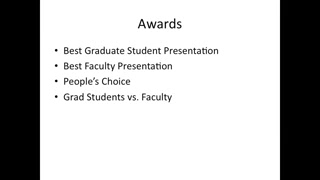 Awards
• Best Graduate Student Presentation
• Best Faculty Presentation
• People's Choice
• Grad Students vs. Faculty